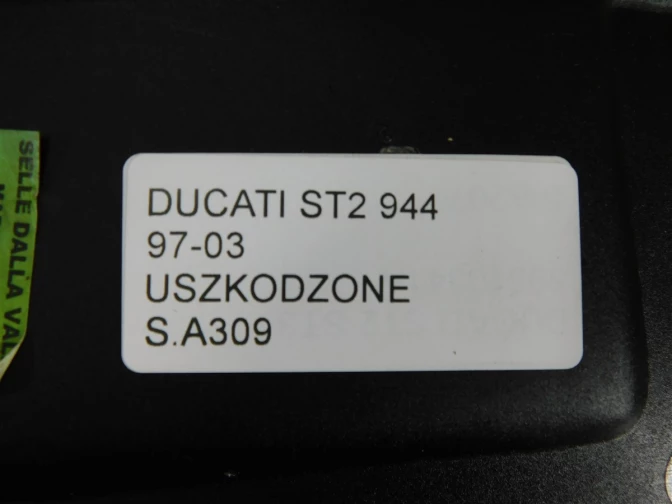 DUCATI ST2 944
97-03
USZKODZONE
S.A309
SELLE DALLA VAL